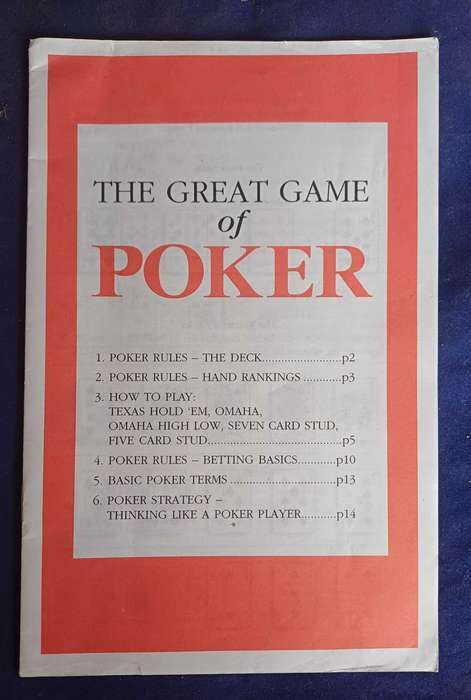 THE GREAT GAME
of
POKER
1. POKER RULES – THE DECK.......................p2
2. POKER RULES – HAND RANKINGS ...........p3
3. HOW TO PLAY:
TEXAS HOLD 'EM, OMAHA,
OMAHA HIGH LOW, SEVEN CARD STUD,
FIVE CARD STUD.......................................p5
4. POKER RULES – BETTING BASICS...........p10
5. BASIC POKER TERMS ...............................p13
6. POKER STRATEGY –
THINKING LIKE A POKER PLAYER..........p14